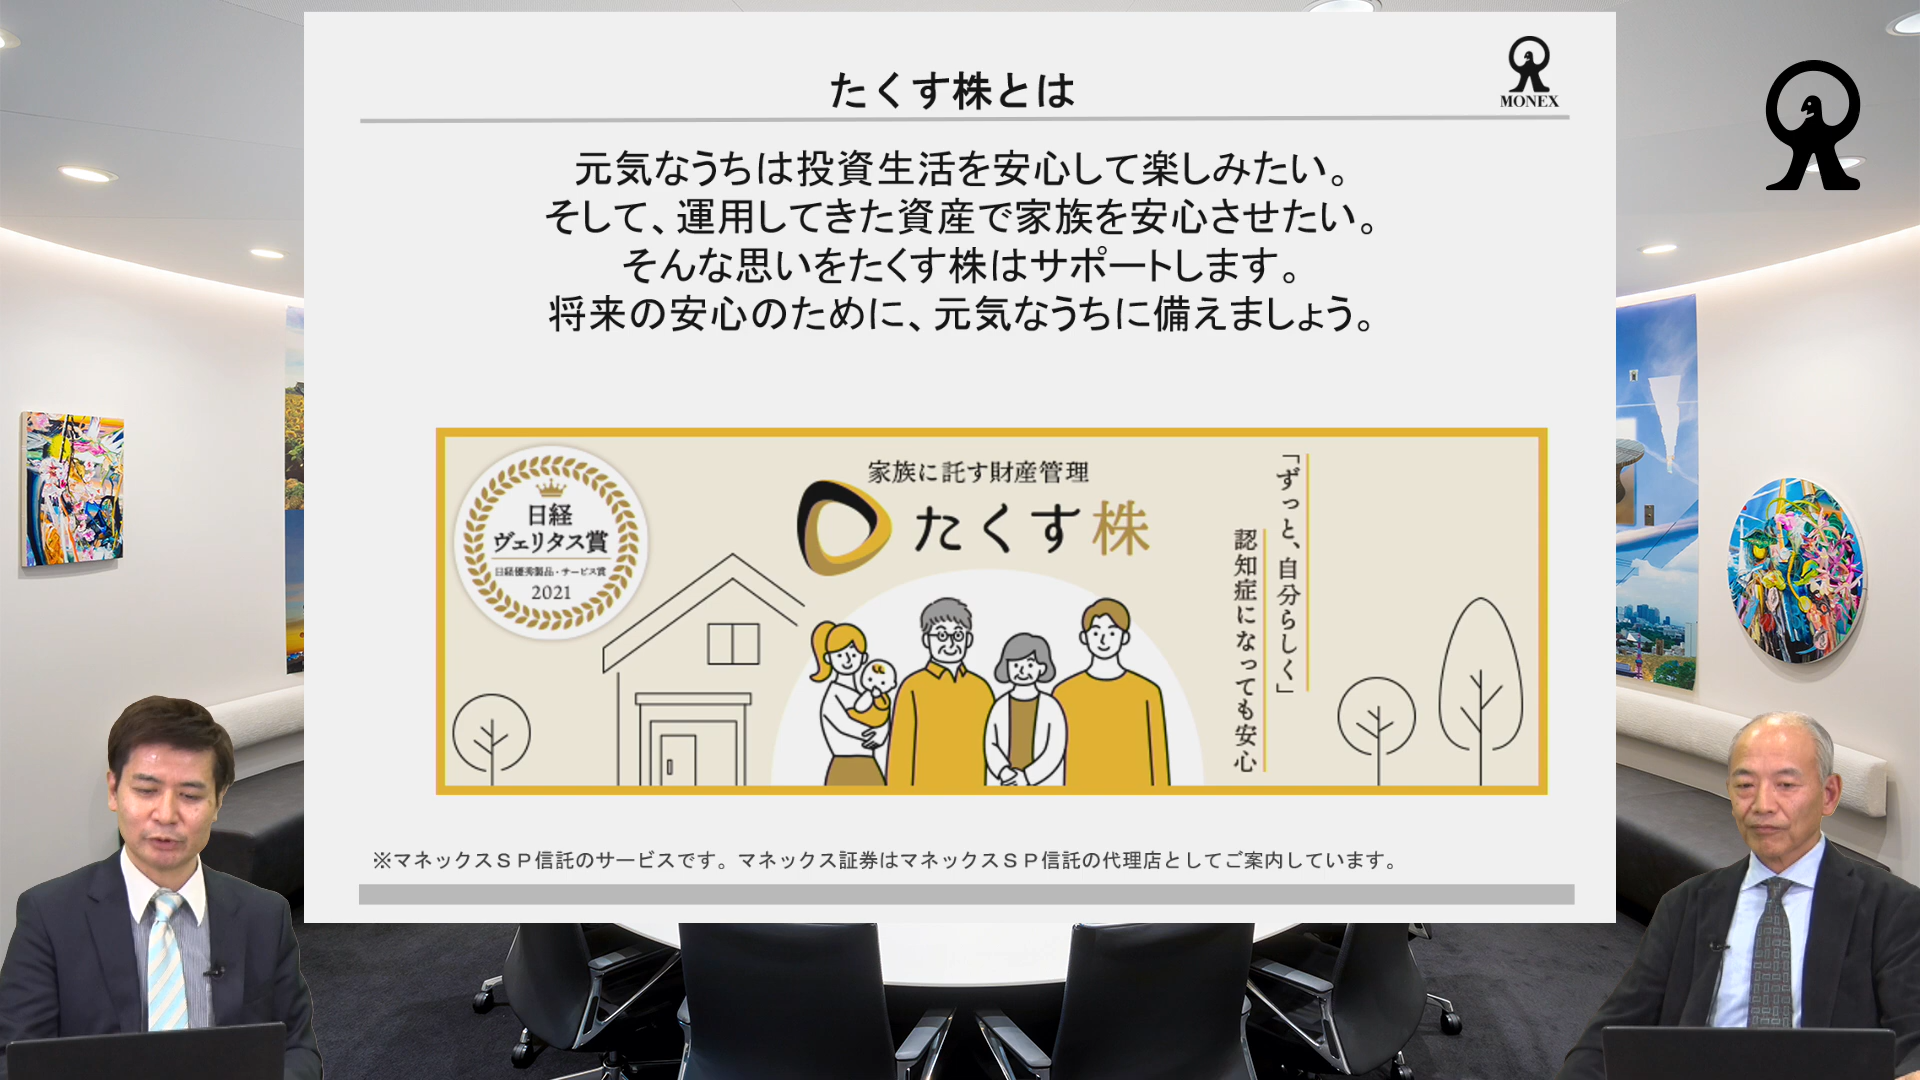 たくす株とは
MONEX
元気なうちは投資生活を安心して楽しみたい。
そして、運用してきた資産で家族を安心させたい。
そんな思いをたくす株はサポートします。
将来の安心のために、元気なうちに備えましょう。
日経
ヴェリタス賞
日経優秀製品・サービス賞
2021
家族に託す財産管理
たくす株
「ずっと、自分らしく」
認知症になっても安心
※マネックスＳＰ信託のサービスです。マネックス証券はマネックスＳＰ信託の代理店としてご案内しています。